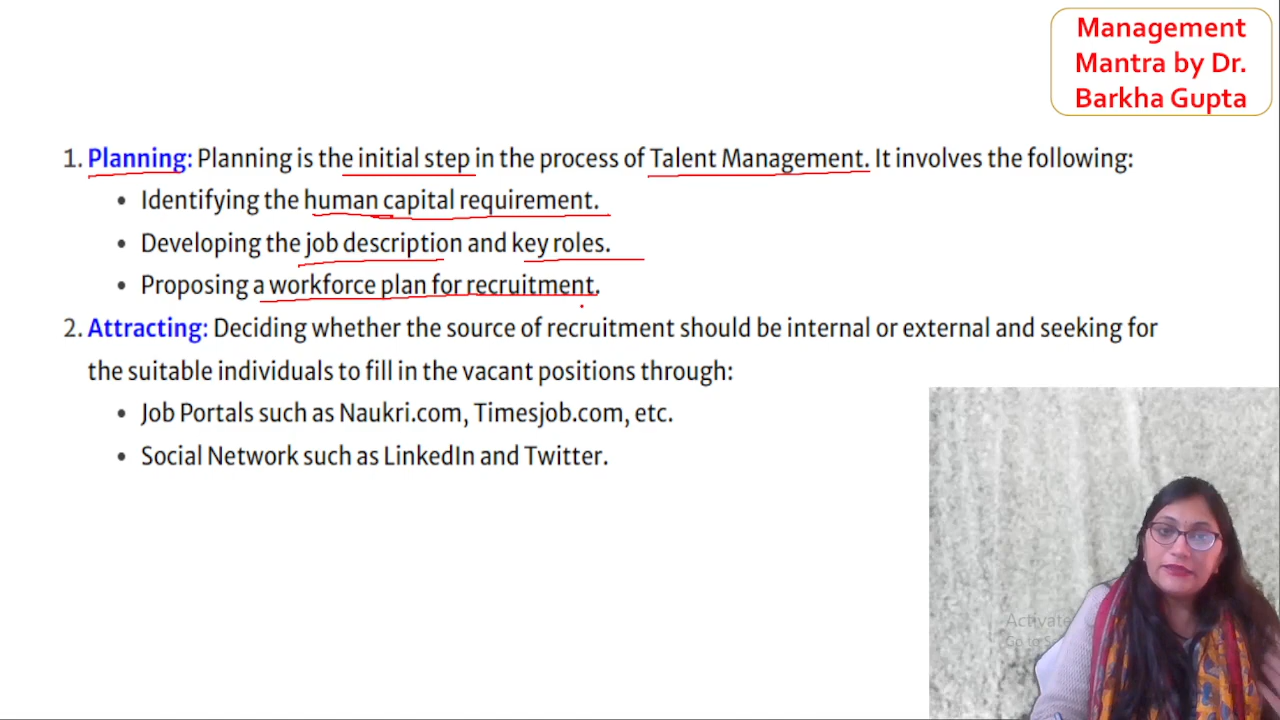 Management
Mantra by Dr.
Barkha Gupta
1. Planning: Planning is the initial step in the process of Talent Management. It involves the following:
• Identifying the human capital requirement.
• Developing the job description and key roles.
• Proposing a workforce plan for recruitment.
2. Attracting: Deciding whether the source of recruitment should be internal or external and seeking for
the suitable individuals to fill in the vacant positions through:
• Job Portals such as Naukri.com, Timesjob.com, etc.
• Social Network such as LinkedIn and Twitter.
Activate
Go to